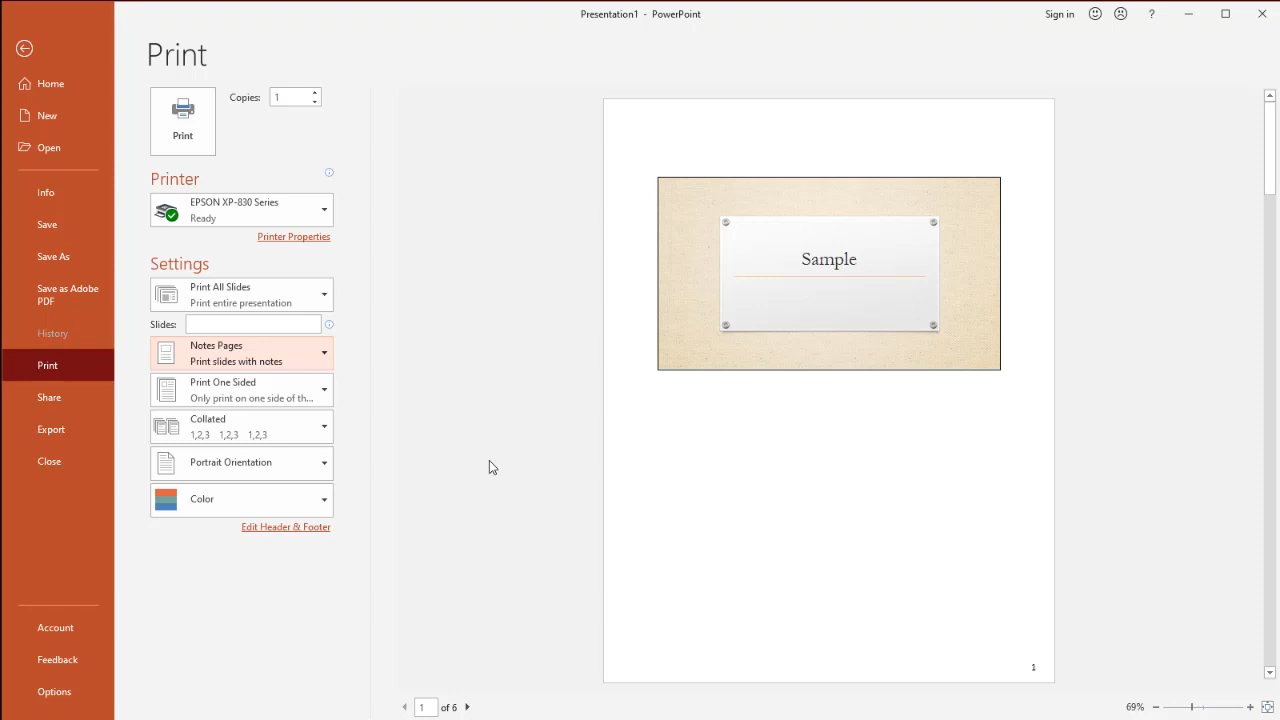 Presentation1 - PowerPoint
Sign in
?
Home
New
Open
Info
Save
Save As
Save as Adobe
PDF
History
Print
Share
Export
Close
Account
Feedback
Options
Print
Print
Copies: 1
Printer
EPSON XP-830 Series
Ready
Printer Properties
Settings
Print All Slides
Print entire presentation
Slides:
Notes Pages
Print slides with notes
Print One Sided
Only print on one side of th...
Collated
1,2,3 1,2,3 1,2,3
Portrait Orientation
Color
Edit Header & Footer
Sample
1
1 of 6
69%